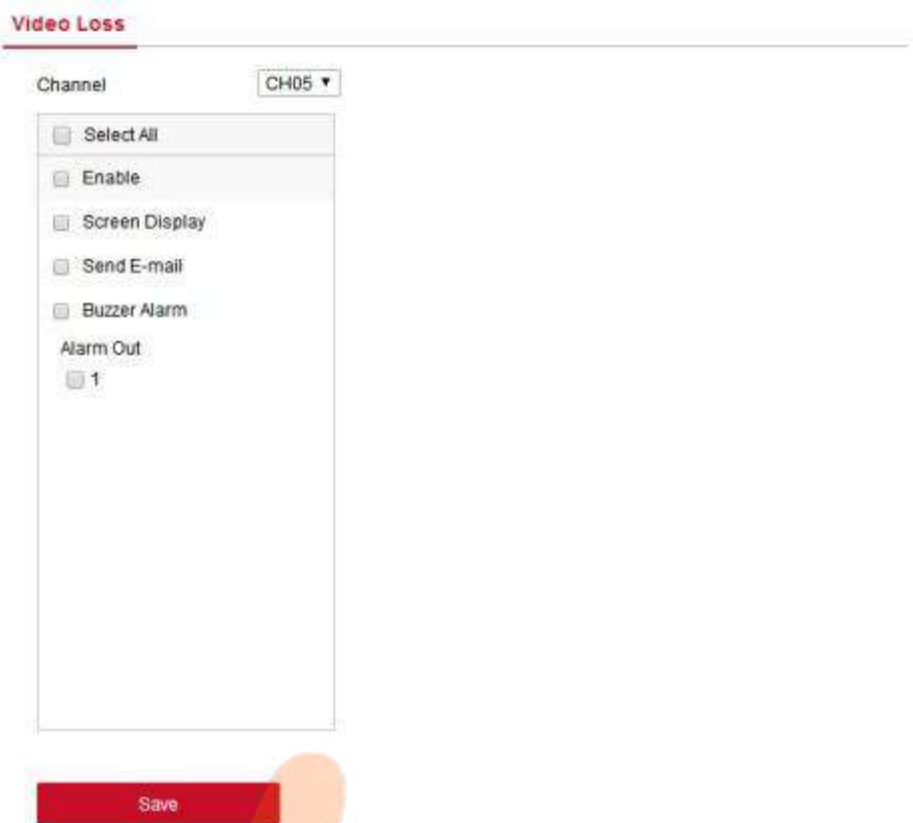 Video Loss
Channel CH05
Select All
Enable
Screen Display
Send E-mail
Buzzer Alarm
Alarm Out
1
Save